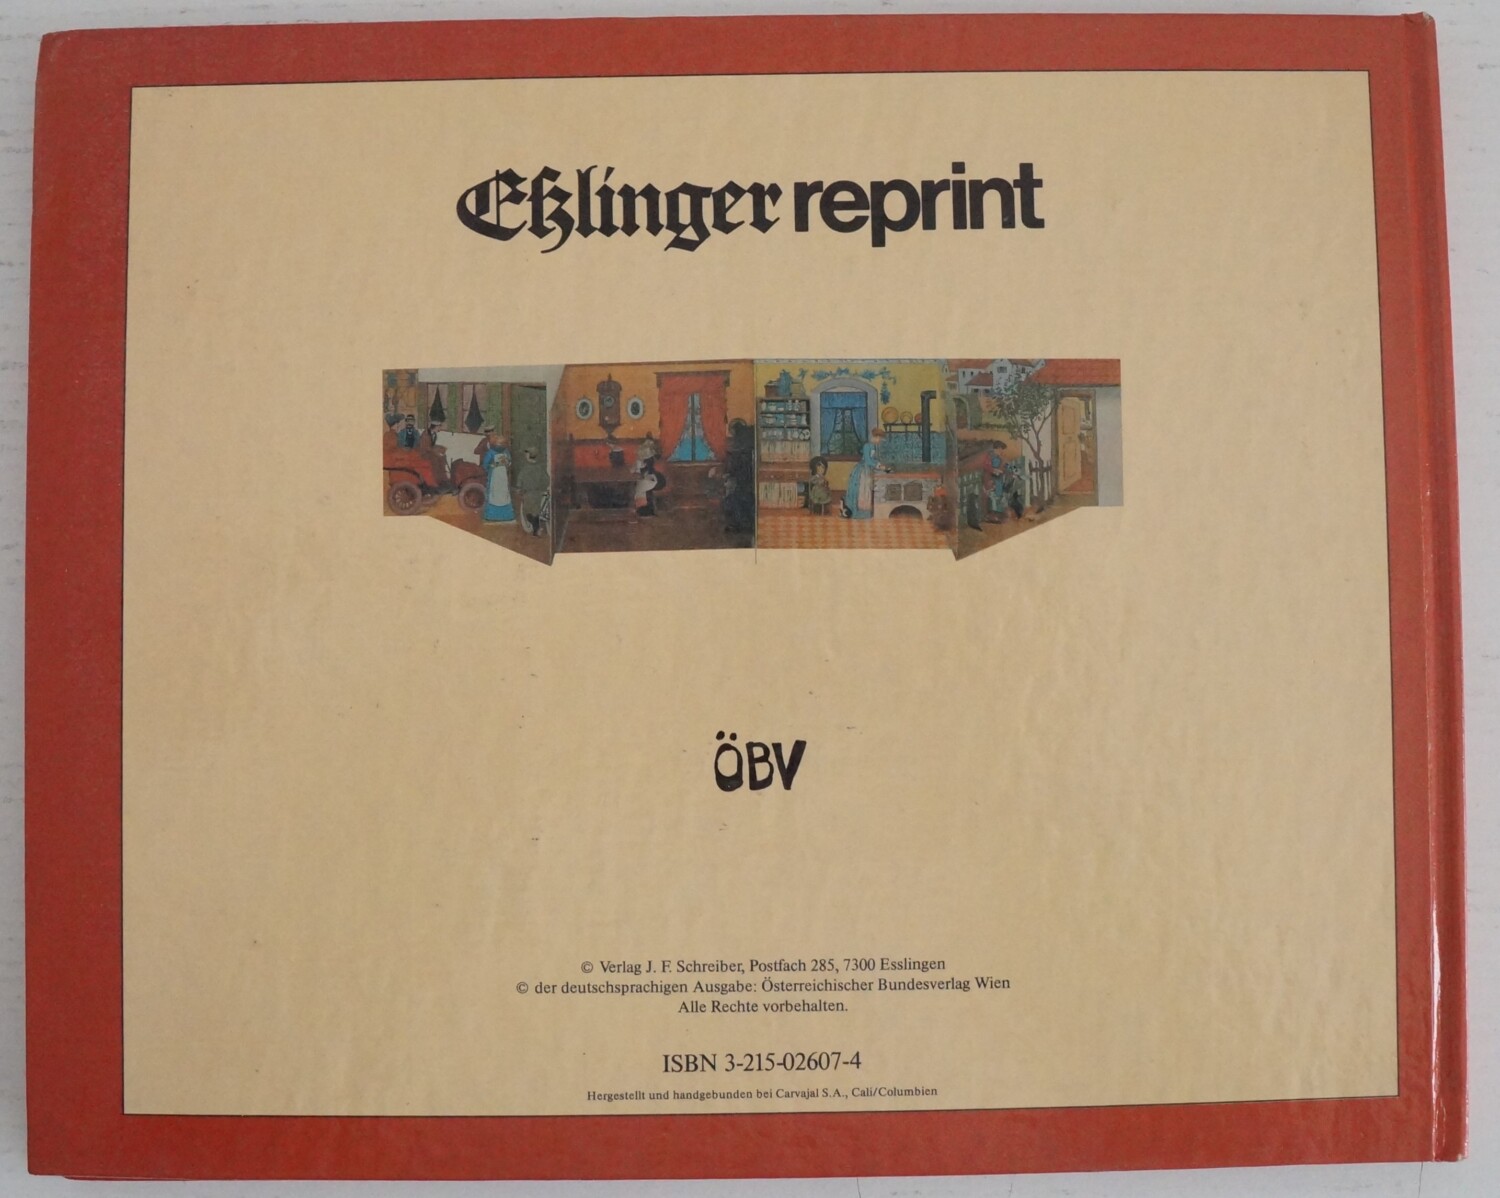 Eßlinger reprint
ÖBV
© Verlag J. F. Schreiber, Postfach 285, 7300 Esslingen
© der deutschsprachigen Ausgabe: Österreichischer Bundesverlag Wien
Alle Rechte vorbehalten.
ISBN 3-215-02607-4
Hergestellt und handgebunden bei Carvajal S.A., Cali/Columbien